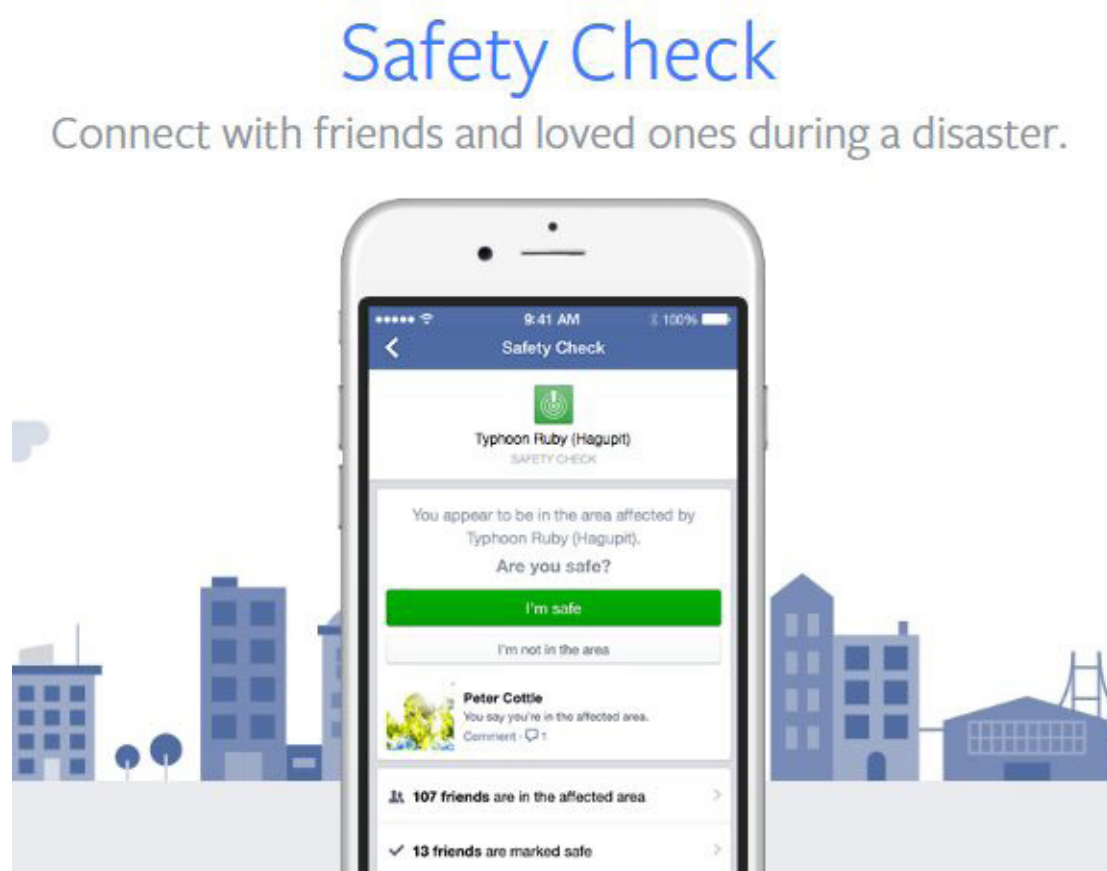 Safety Check
Connect with friends and loved ones during a disaster.
9:41 AM
100%
Safety Check
Typhoon Ruby (Hagupit)
SAFETY CHECK
You appear to be in the area affected by
Typhoon Ruby (Hagupit).
Are you safe?
I'm safe
I'm not in the area
Peter Cottle
You say you're in the affected area.
Comment · 1
107 friends are in the affected area
13 friends are marked safe